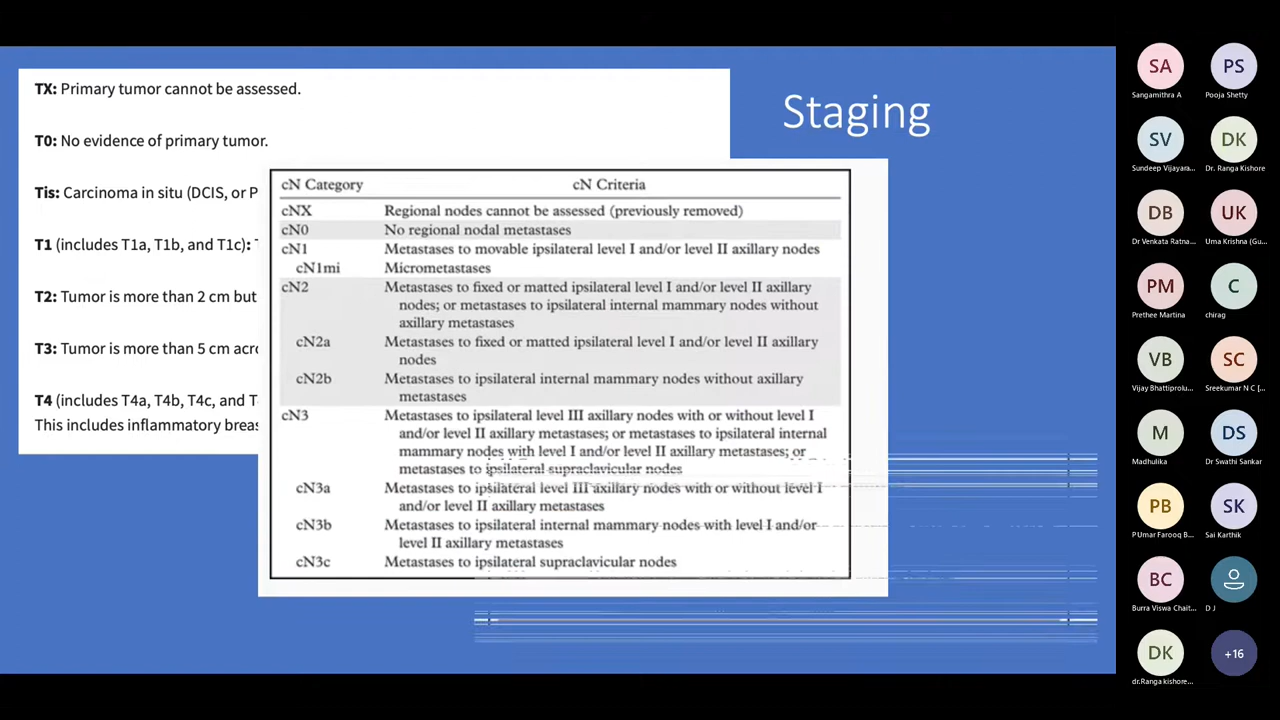 Staging
TX: Primary tumor cannot be assessed.
T0: No evidence of primary tumor.
Tis: Carcinoma in situ (DCIS, or P
T1 (includes T1a, T1b, and T1c):
T2: Tumor is more than 2 cm but
T3: Tumor is more than 5 cm acro
T4 (includes T4a, T4b, T4c, and T
This includes inflammatory breas
cN Category cN Criteria
cNX Regional nodes cannot be assessed (previously removed)
cN0 No regional nodal metastases
cN1 Metastases to movable ipsilateral level I and/or level II axillary nodes
cN1mi Micrometastases
cN2 Metastases to fixed or matted ipsilateral level I and/or level II axillary
nodes; or metastases to ipsilateral internal mammary nodes without
axillary metastases
cN2a Metastases to fixed or matted ipsilateral level I and/or level II axillary
nodes
cN2b Metastases to ipsilateral internal mammary nodes without axillary
metastases
cN3 Metastases to ipsilateral level III axillary nodes with or without level I
and/or level II axillary metastases; or metastases to ipsilateral internal
mammary nodes with level I and/or level II axillary metastases; or
metastases to ipsilateral supraclavicular nodes
cN3a Metastases to ipsilateral level III axillary nodes with or without level I
and/or level II axillary metastases
cN3b Metastases to ipsilateral internal mammary nodes with level I and/or
level II axillary metastases
cN3c Metastases to ipsilateral supraclavicular nodes
SA PS
Sangamithra A Pooja Shetty
SV DK
Sundeep Vijayara... Dr. Ranga Kishore
DB UK
Dr Venkata Ratna... Uma Krishna (Gu...
PM C
Prethee Martina chirag
VB SC
Vijay Bhattiprolu... Sreekumar N C (...
M DS
Madhulika Dr Swathi Sankar
PB SK
P Umar Farooq B... Sai Karthik
BC
Burra Viswa Chait... D J
DK +16
dr.Ranga kishore...